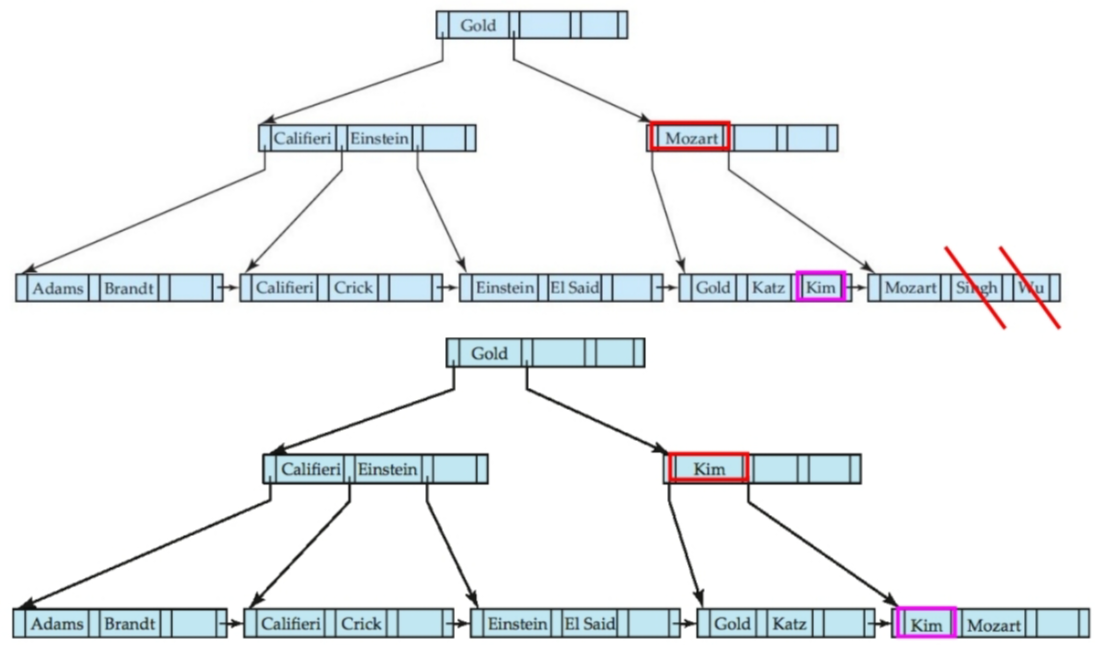 Gold
Califieri Einstein Mozart
Adams Brandt Califieri Crick Einstein El Said Gold Katz Kim Mozart Singh Wu
Gold
Califieri Einstein Kim
Adams Brandt Califieri Crick Einstein El Said Gold Katz Kim Mozart